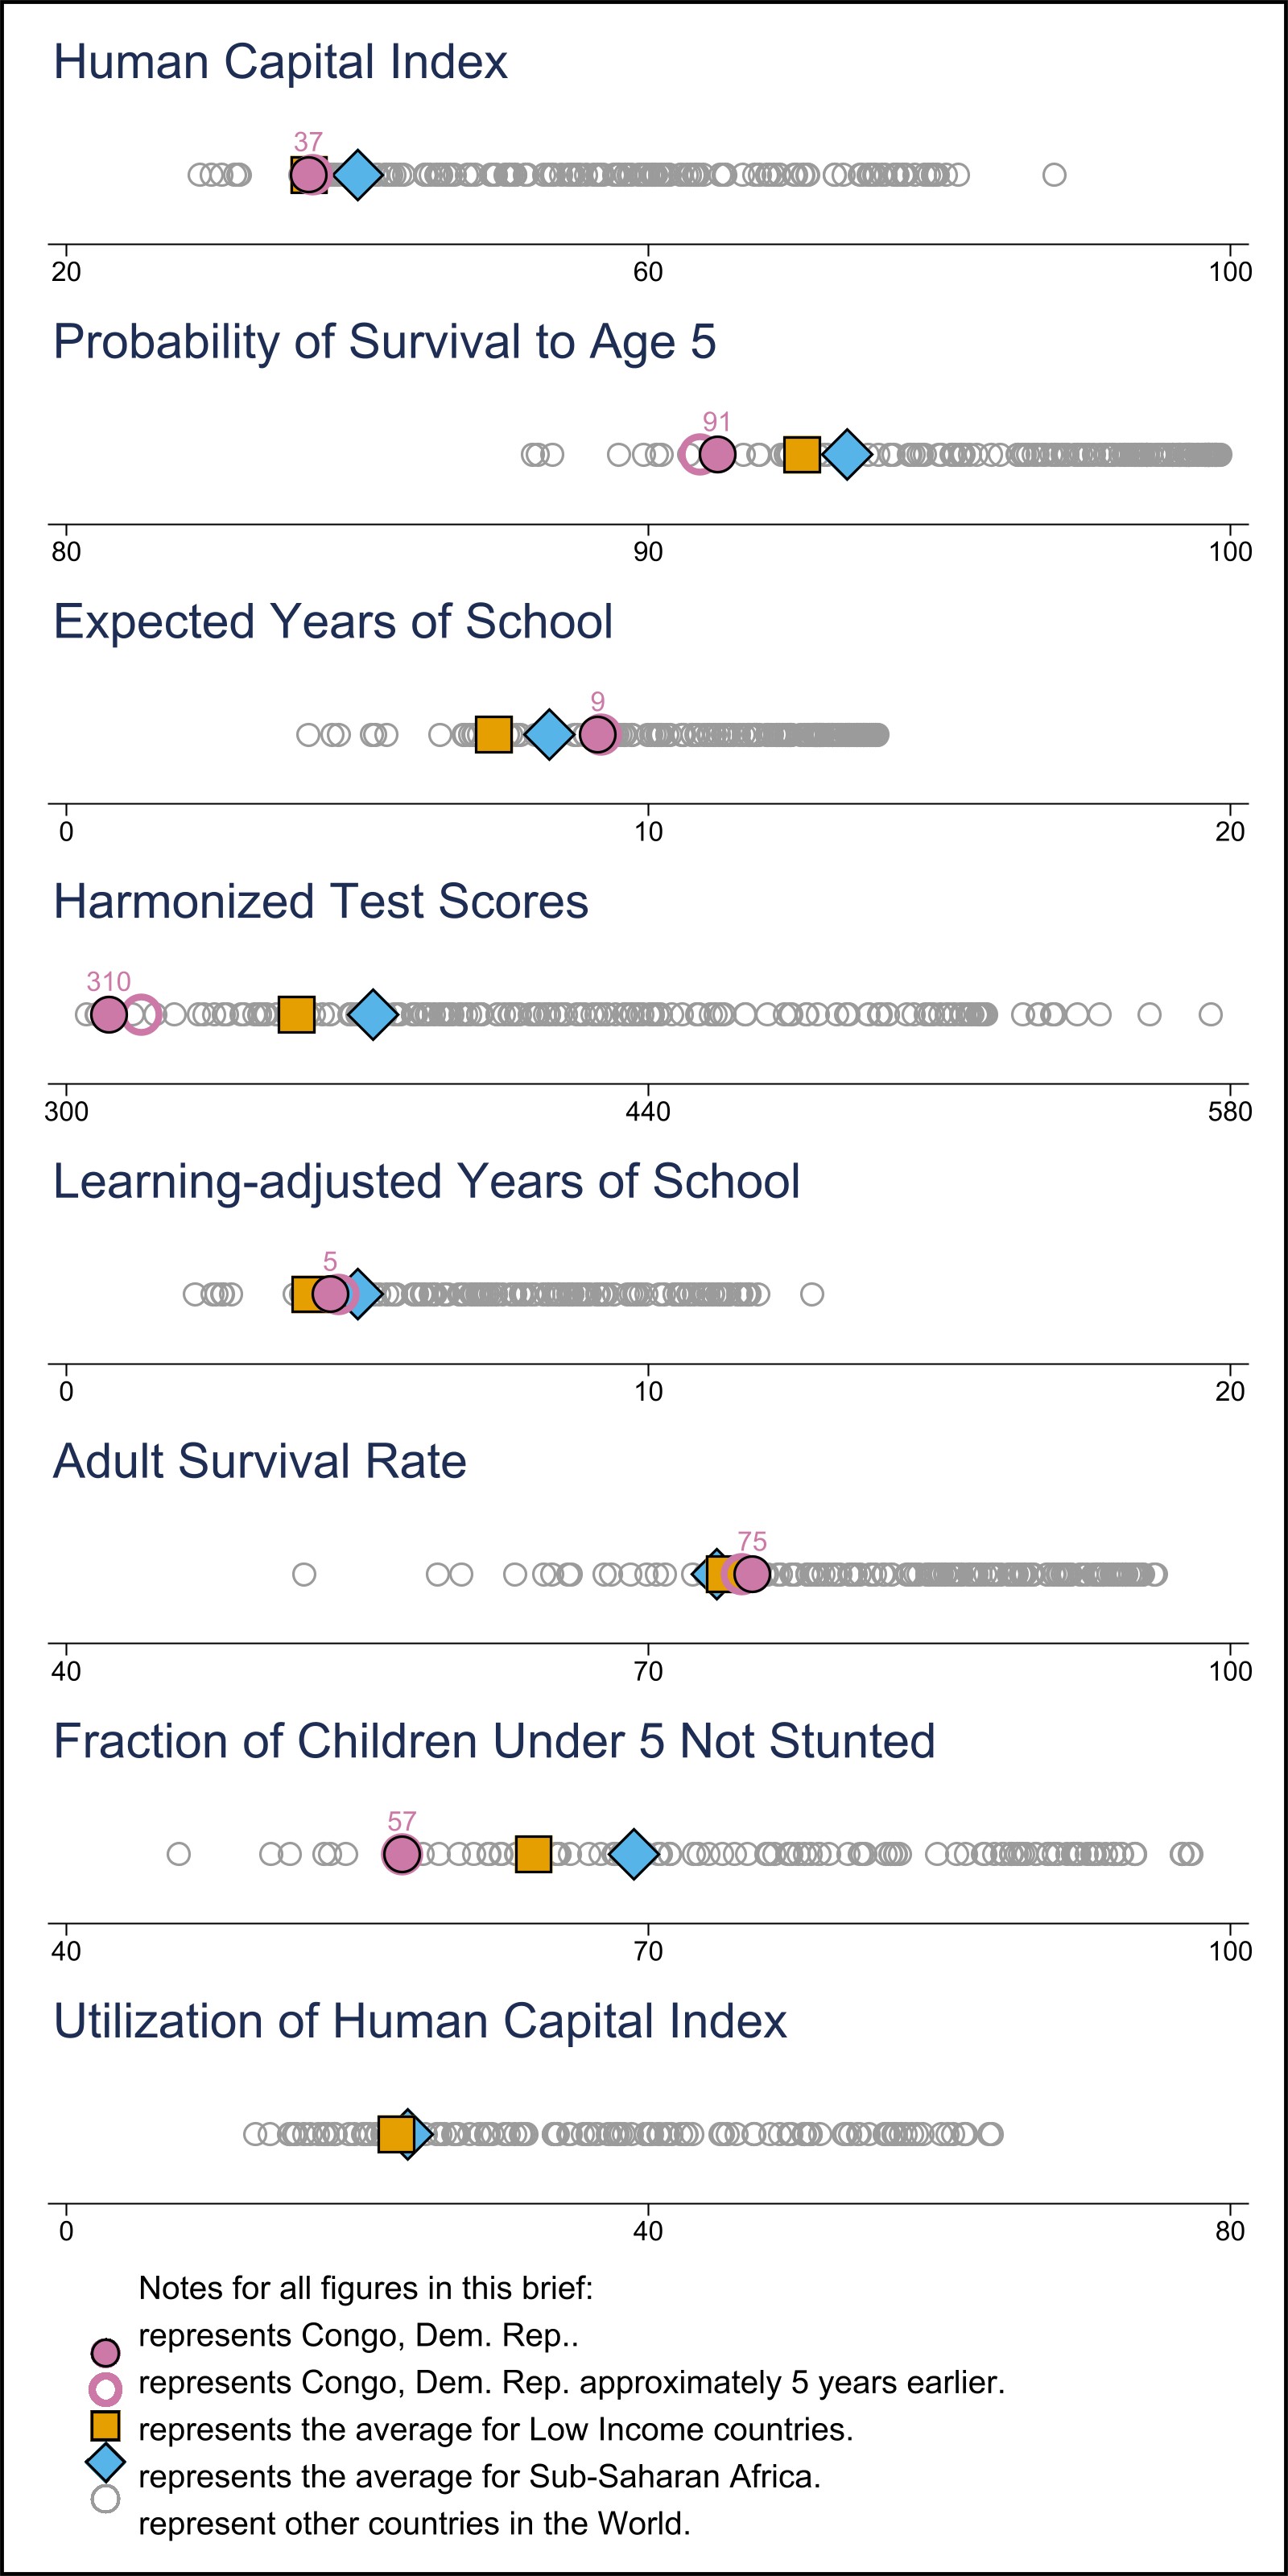 Human Capital Index
37
20 60 100
Probability of Survival to Age 5
91
80 90 100
Expected Years of School
9
0 10 20
Harmonized Test Scores
310
300 440 580
Learning-adjusted Years of School
5
0 10 20
Adult Survival Rate
75
40 70 100
Fraction of Children Under 5 Not Stunted
57
40 70 100
Utilization of Human Capital Index
0 40 80
Notes for all figures in this brief:
represents Congo, Dem. Rep..
represents Congo, Dem. Rep. approximately 5 years earlier.
represents the average for Low Income countries.
represents the average for Sub-Saharan Africa.
represent other countries in the World.